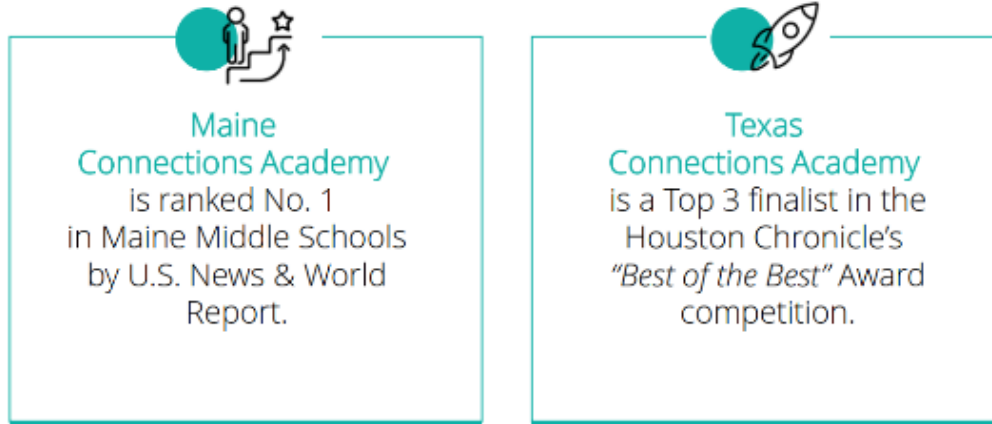 Maine
Connections Academy
is ranked No. 1
in Maine Middle Schools
by U.S. News & World
Report.
Texas
Connections Academy
is a Top 3 finalist in the
Houston Chronicle’s
“Best of the Best” Award
competition.